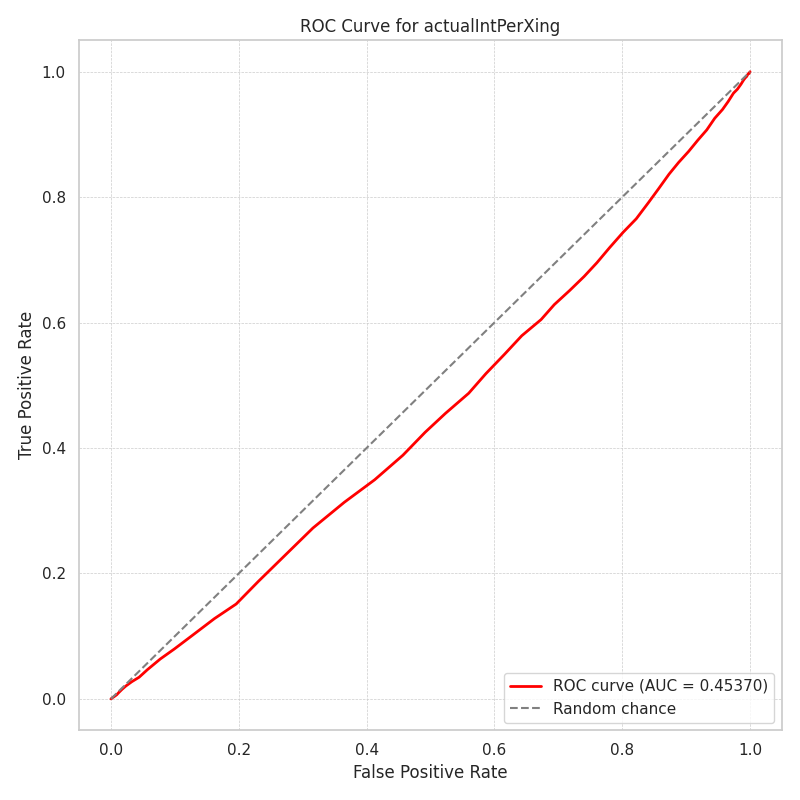 ROC Curve for actualIntPerXing
True Positive Rate
1.0
0.8
0.6
0.4
0.2
0.0
0.0 0.2 0.4 0.6 0.8 1.0
False Positive Rate
ROC curve (AUC = 0.45370)
Random chance